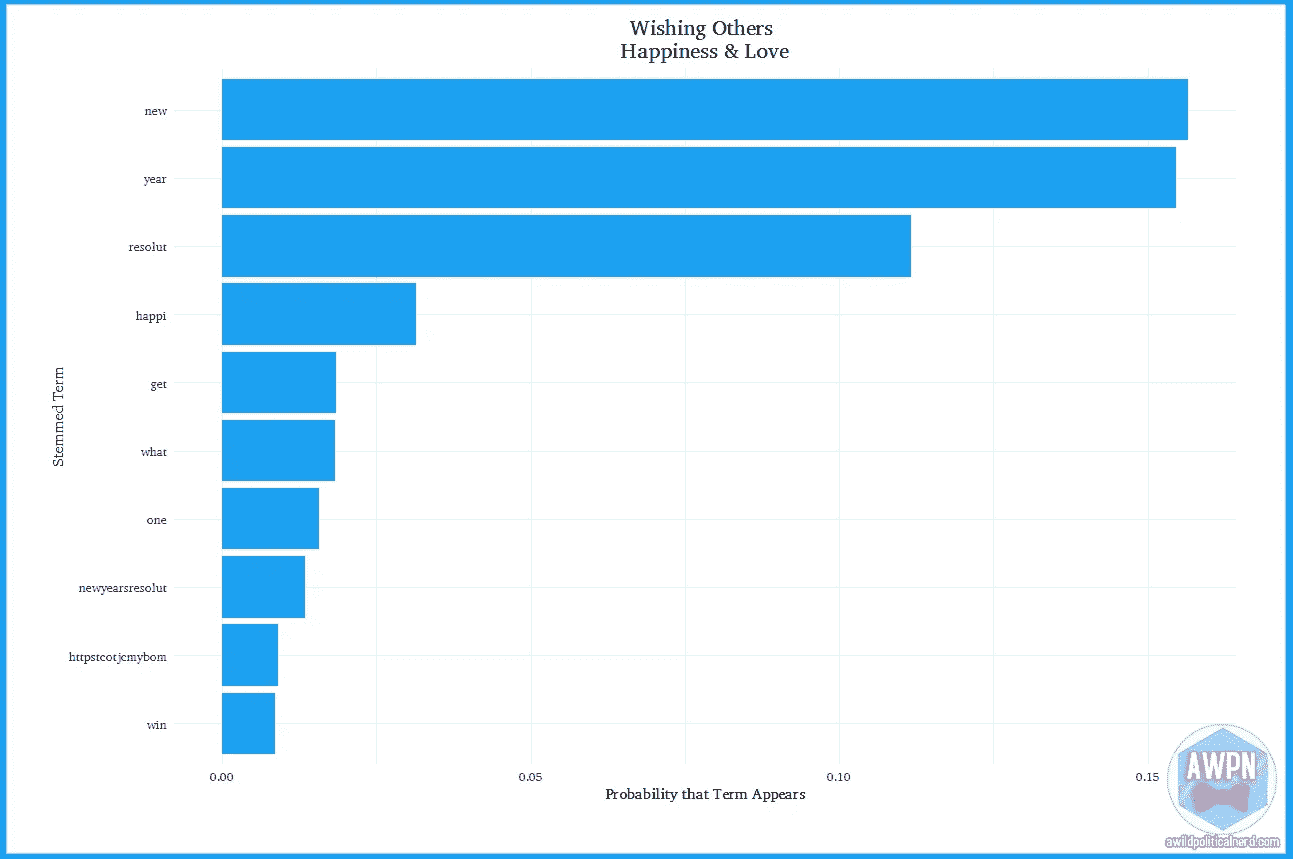 Wishing Others
Happiness & Love
new
year
resolut
happi
get
what
one
newyearsresolut
httpstcotjcmybom
win
Stemmed Term
0.00 0.05 0.10 0.15
Probability that Term Appears
AWPN
awildpoliticalnerd.com